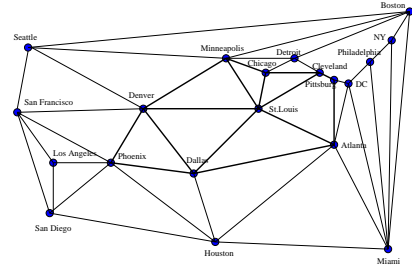 Boston
Seattle
NY
Minneapolis
Detroit
Philadelphia
Chicago
Cleveland
Pittsburg
DC
Denver
San Francisco
St.Louis
Atlanta
Los Angeles
Phoenix
Dallas
San Diego
Houston
Miami